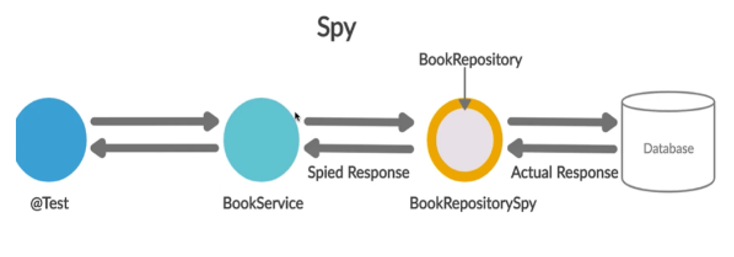 Spy
BookRepository
Database
Spied Response
Actual Response
@Test
BookService
BookRepositorySpy